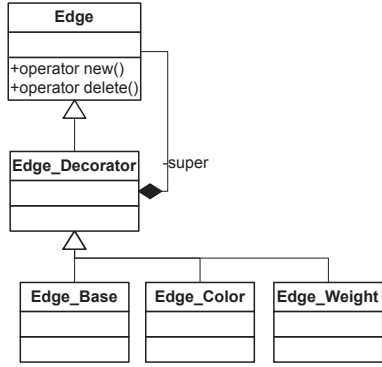 Edge
+operator new()
+operator delete()
Edge_Decorator
-super
Edge_Base
Edge_Color
Edge_Weight